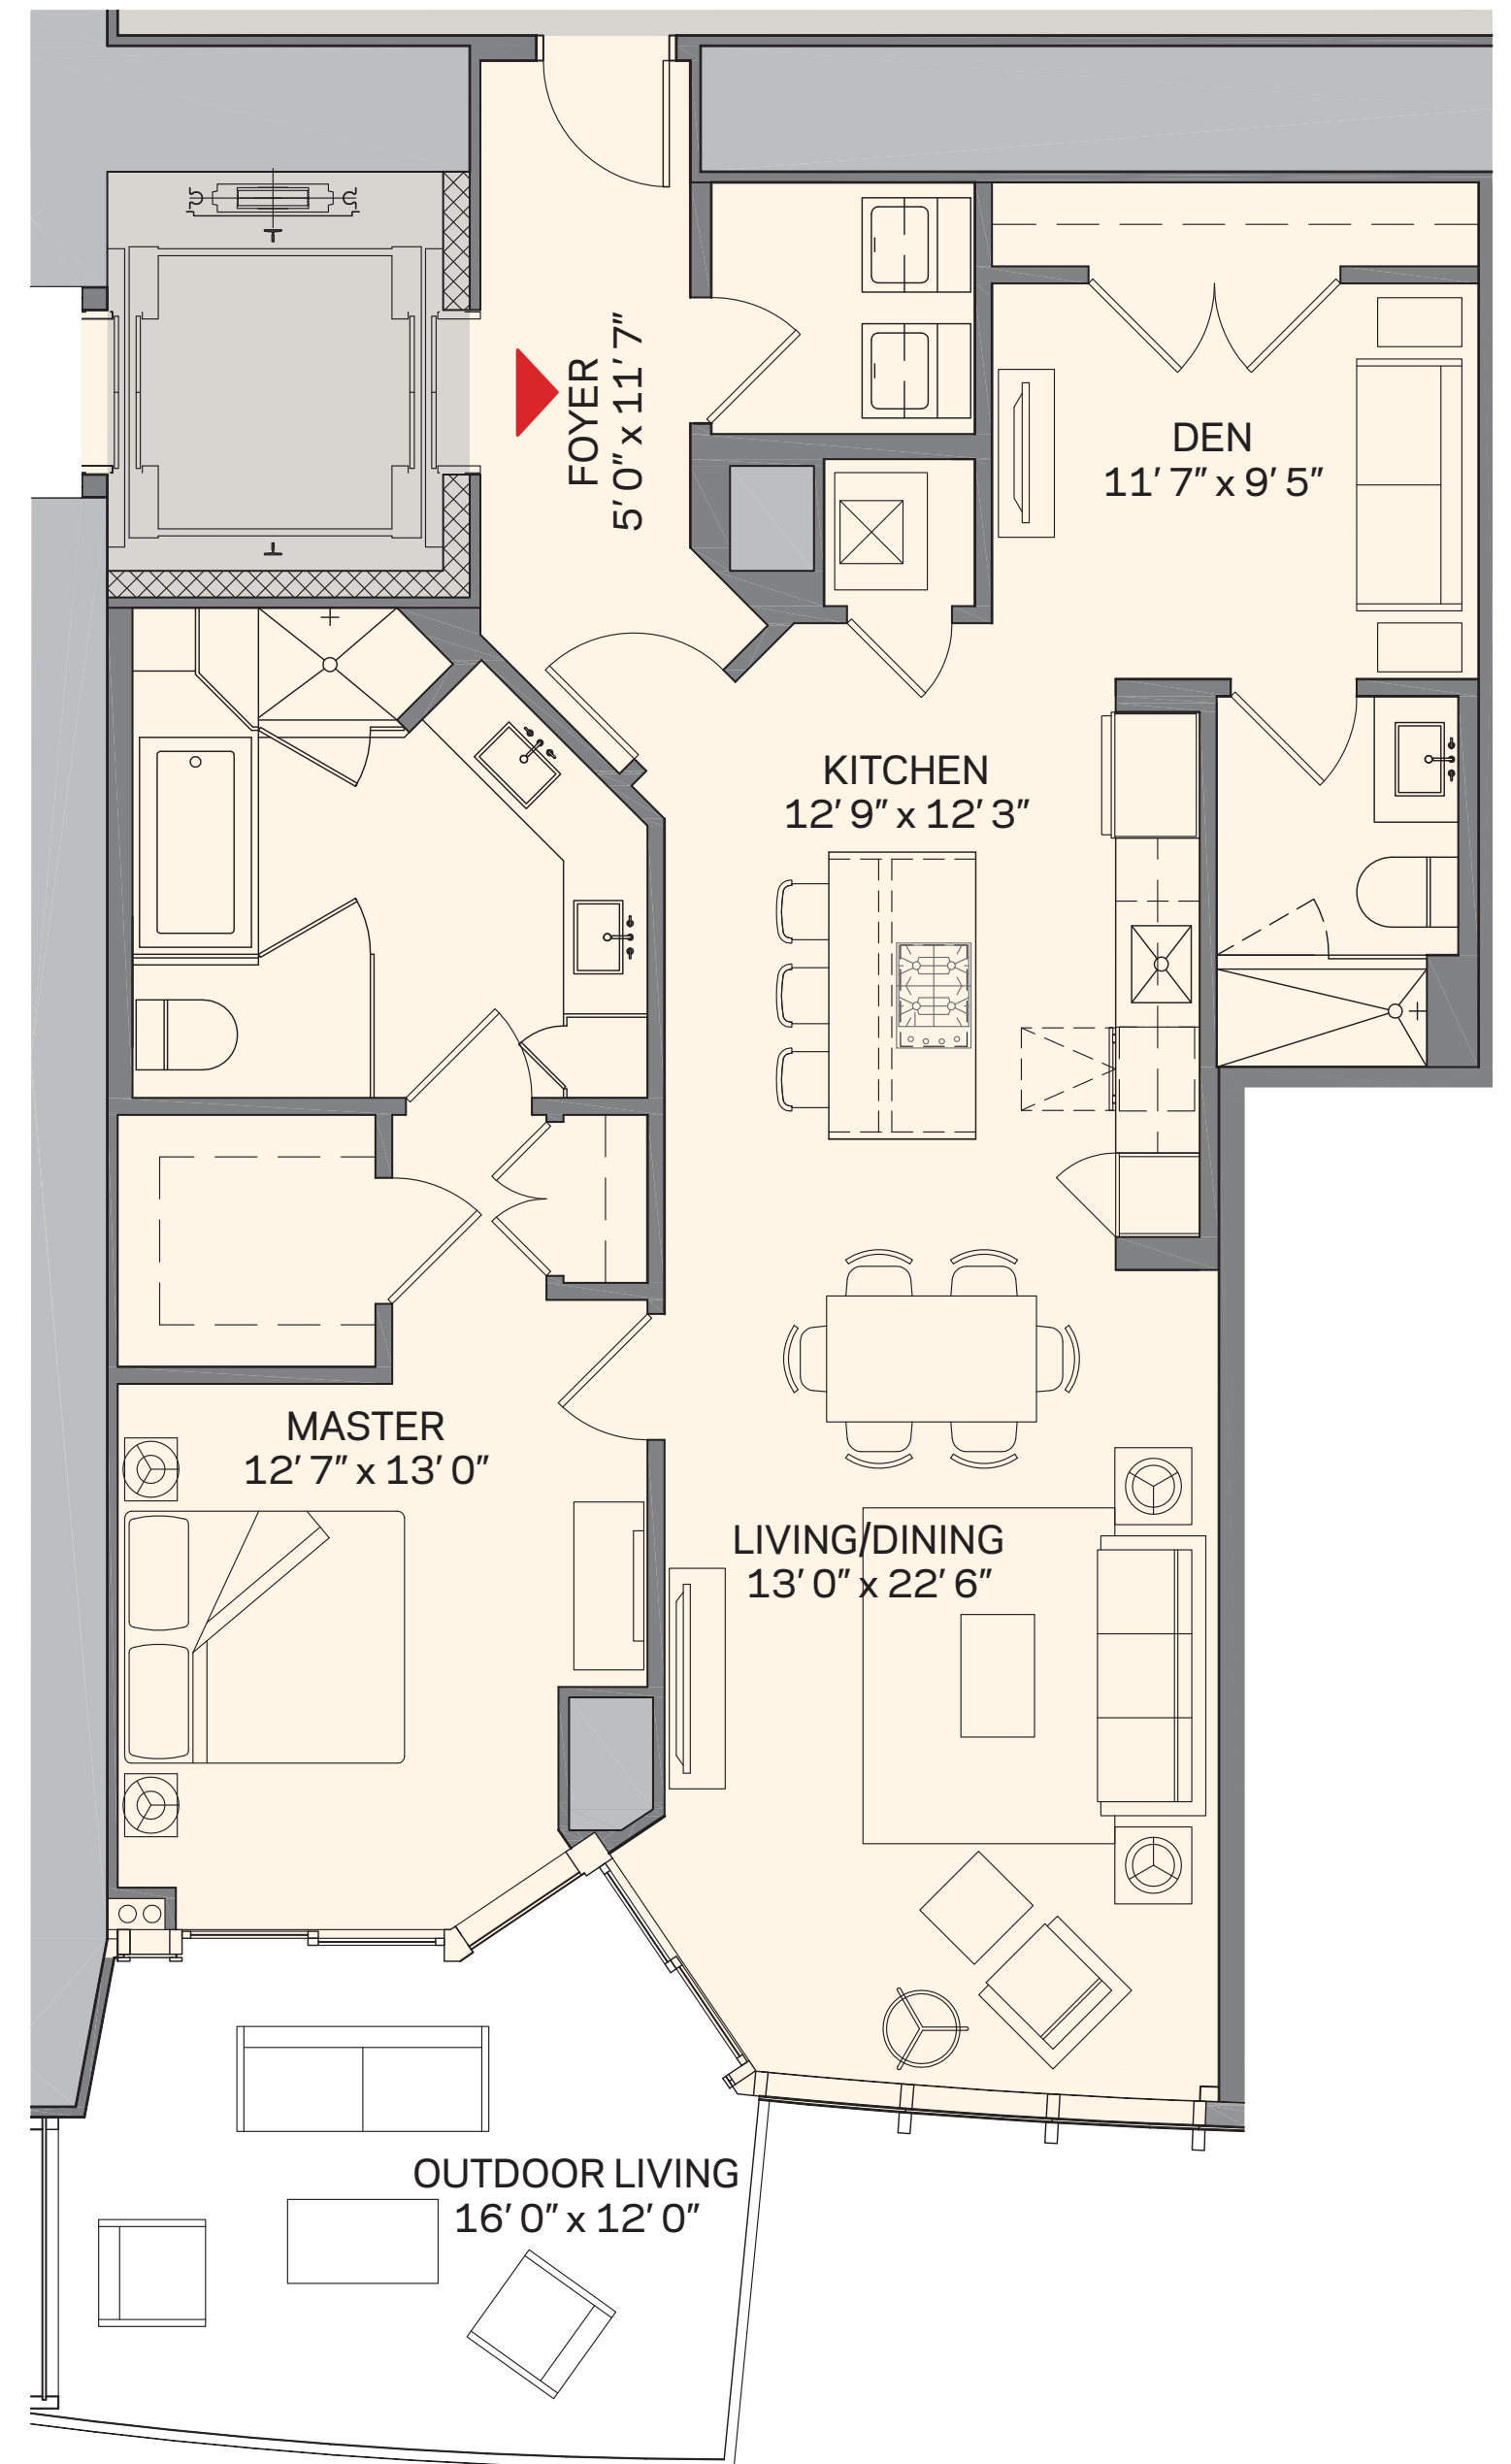 FOYER
5′ 0″ x 11′ 7″
DEN
11′ 7″ x 9′ 5″
KITCHEN
12′ 9″ x 12′ 3″
MASTER
12′ 7″ x 13′ 0″
LIVING/DINING
13′ 0″ x 22′ 6″
OUTDOOR LIVING
16′ 0″ x 12′ 0″